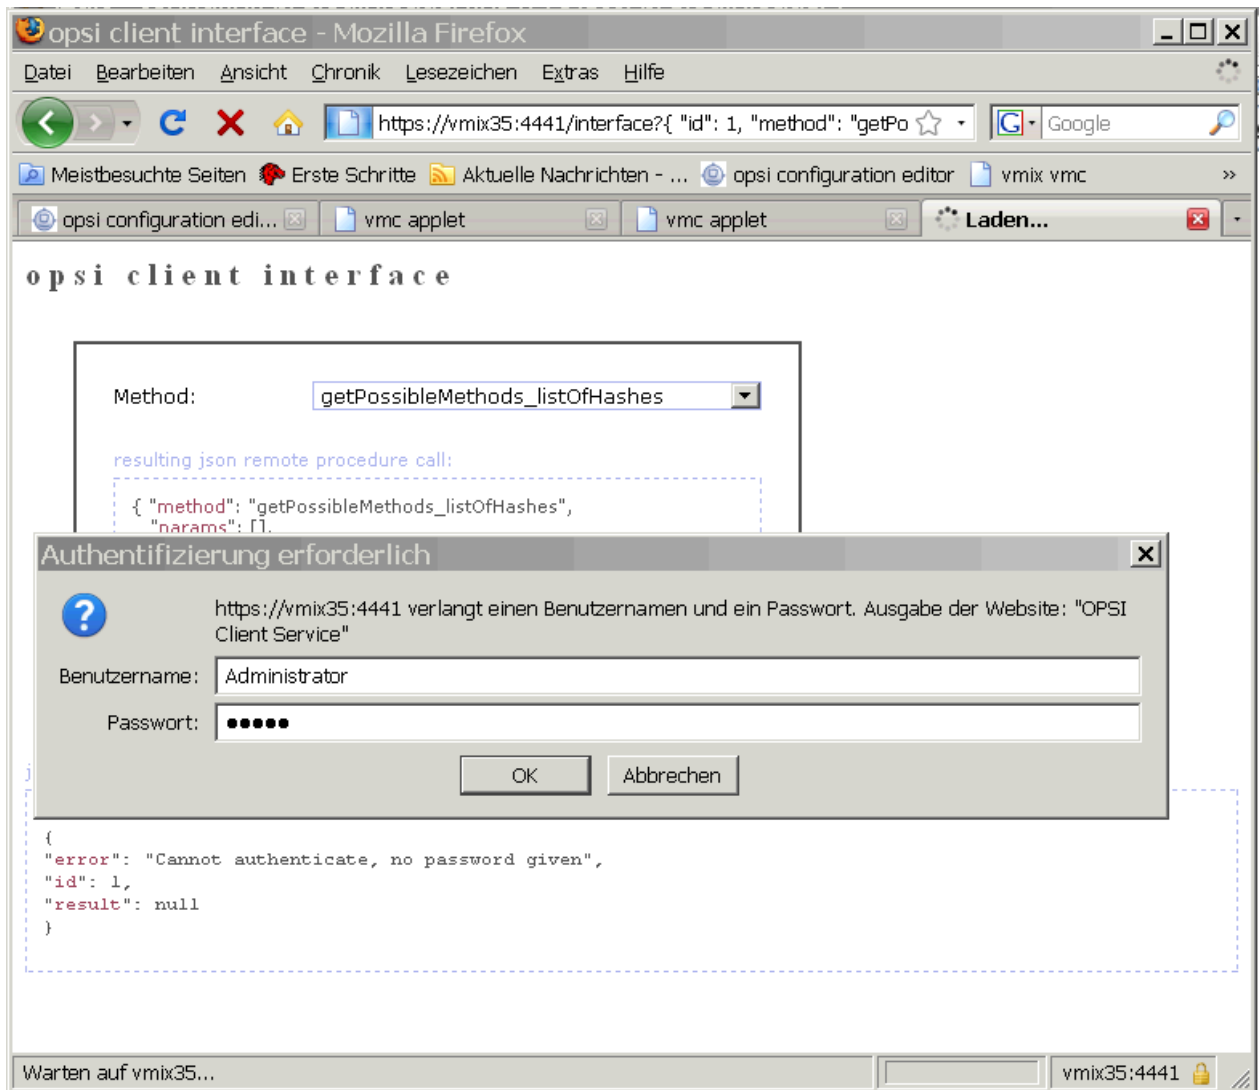 opsi client interface - Mozilla Firefox
Datei Bearbeiten Ansicht Chronik Lesezeichen Extras Hilfe
https://vmix35:4441/interface?{ "id": 1, "method": "getPo
G Google
Meistbesuchte Seiten Erste Schritte Aktuelle Nachrichten - ... opsi configuration editor vmix vmc »
opsi configuration edi... vmc applet vmc applet Laden...
opsi client interface
Method: getPossibleMethods_listOfHashes
resulting json remote procedure call:
{ "method": "getPossibleMethods_listOfHashes",
"params": [],
Authentifizierung erforderlich
https://vmix35:4441 verlangt einen Benutzernamen und ein Passwort. Ausgabe der Website: "OPSI
Client Service"
Benutzername: Administrator
Passwort: ●●●●●
OK Abbrechen
{
"error": "Cannot authenticate, no password given",
"id": 1,
"result": null
}
Warten auf vmix35...
vmix35:4441